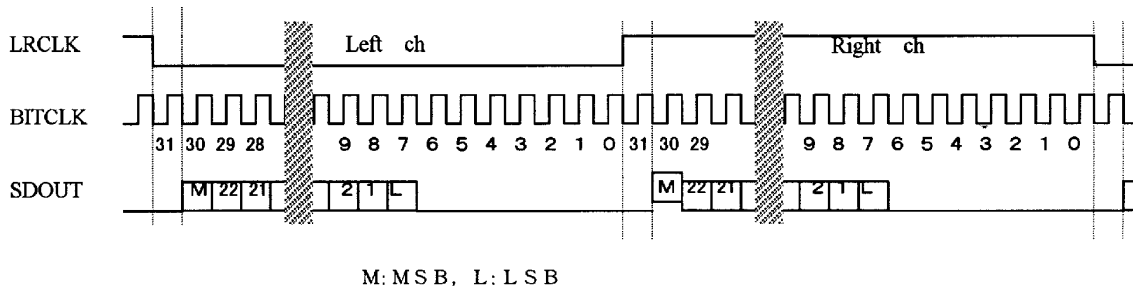 LRCLK Left ch Right ch
BITCLK
31 30 29 28 9 8 7 6 5 4 3 2 1 0 31 30 29 9 8 7 6 5 4 3 2 1 0
SDOUT M 22 21 2 1 L M 22 21 2 1 L
M:MSB, L:LSB